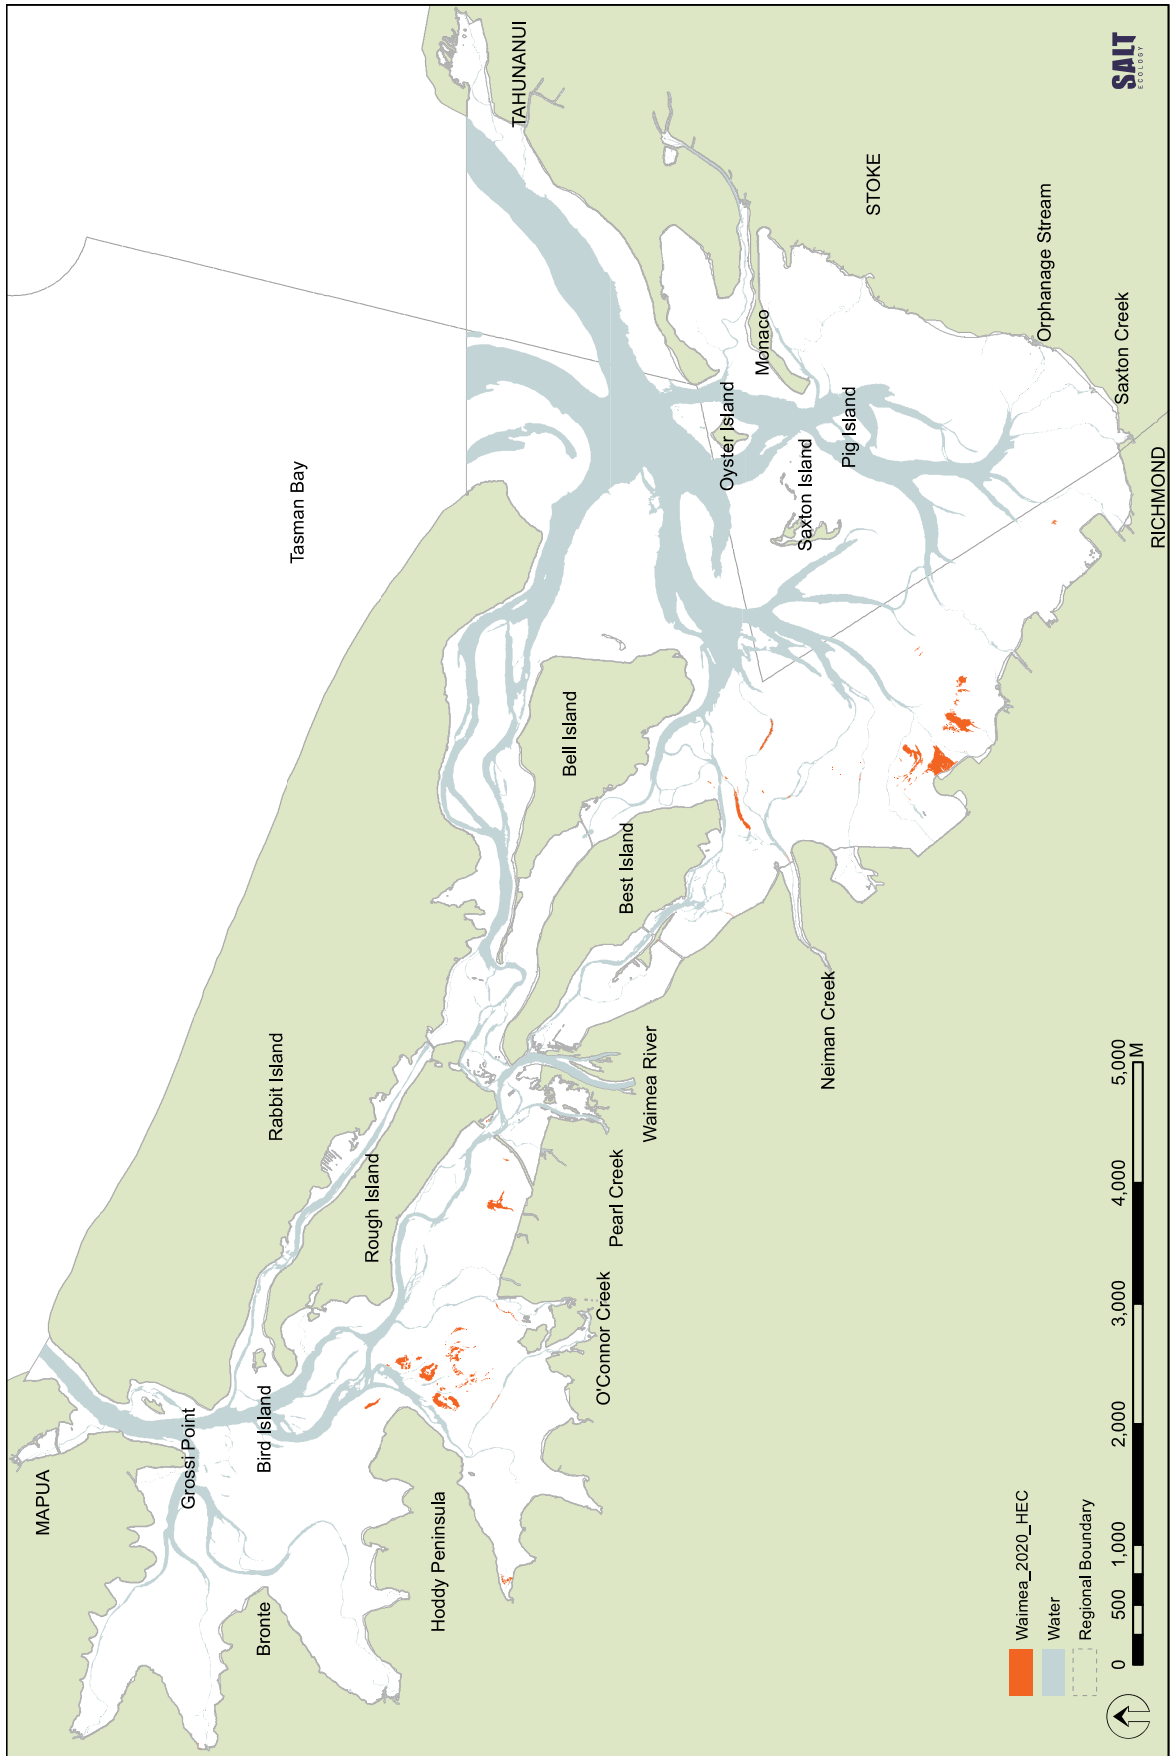 MAPUA
Grossi Point
Bird Island
Bronte
Hoddy Peninsula
Rough Island
Rabbit Island
O'Connor Creek
Pearl Creek
Waimea River
Neiman Creek
Best Island
Bell Island
Tasman Bay
Saxton Island
Oyster Island
Pig Island
Monaco
TAHUNANUI
STOKE
Orphanage Stream
Saxton Creek
RICHMOND
SALT
ECOLOGY
Waimea_2020_HEC
Water
Regional Boundary
0 500 1,000 2,000 3,000 4,000 5,000
M